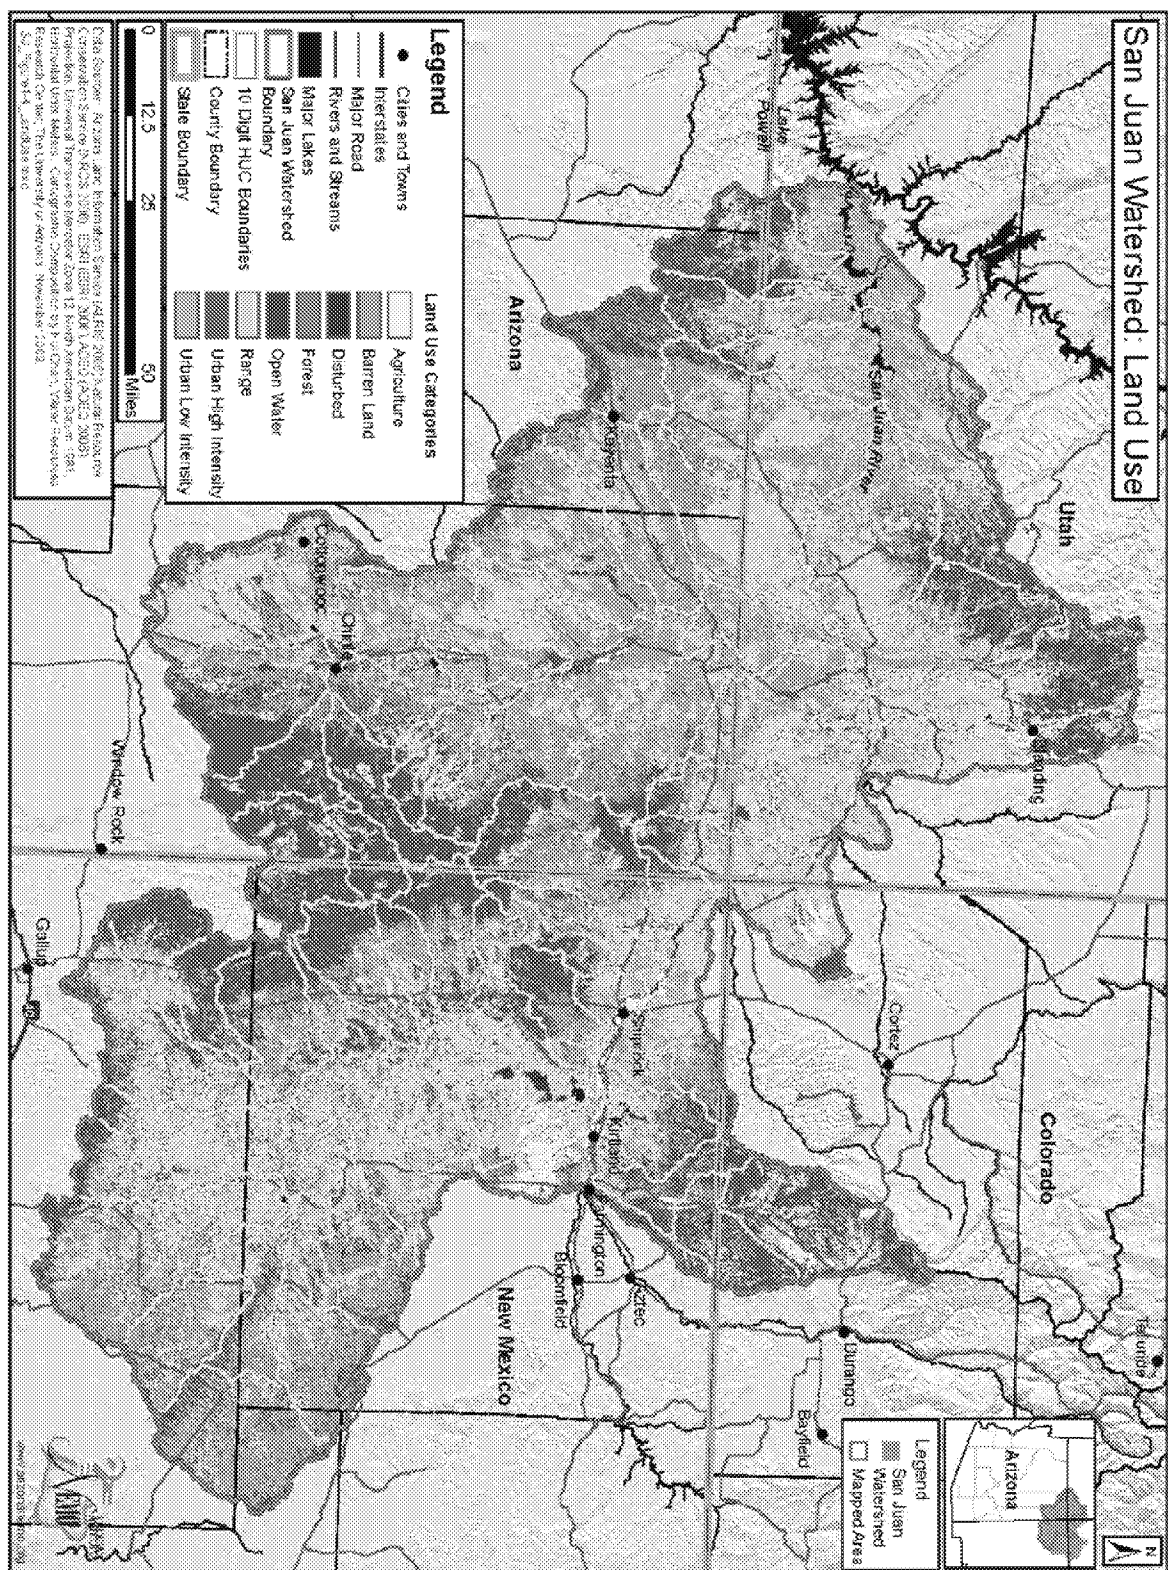 San Juan Watershed: Land Use
N
Arizona
Legend
San Juan
Watershed
Mapped Area
Telluride
Utah
Colorado
Lake
Powell
San Juan River
Blanding
Cortez
Durango
Bayfield
Kayenta
Shiprock
Kirtland
Farmington
Aztec
Bloomfield
Arizona
New Mexico
Cottonwood
Chinle
Window Rock
Gallup
Legend
Cities and Towns
Interstates
Major Road
Rivers and Streams
Major Lakes
San Juan Watershed
Boundary
10 Digit HUC Boundaries
County Boundary
State Boundary
Land Use Categories
Agriculture
Barren Land
Disturbed
Forest
Open Water
Range
Urban High Intensity
Urban Low Intensity
0 12.5 25 50
Miles